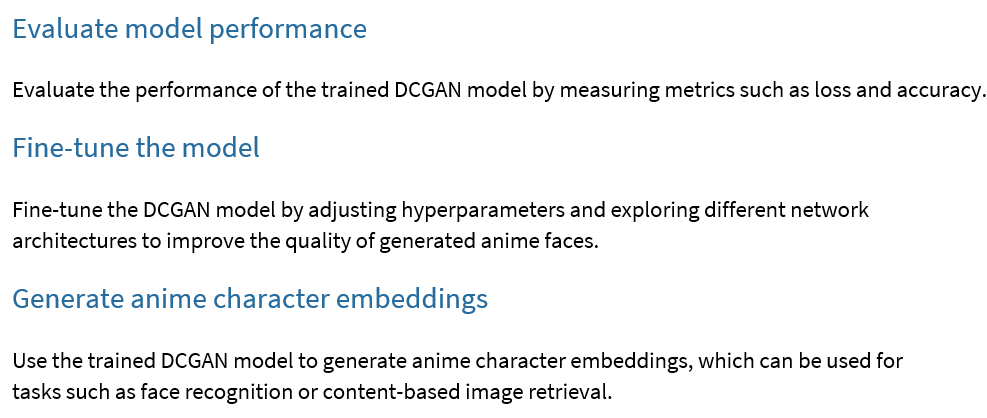 Evaluate model performance
Evaluate the performance of the trained DCGAN model by measuring metrics such as loss and accuracy.
Fine-tune the model
Fine-tune the DCGAN model by adjusting hyperparameters and exploring different network
architectures to improve the quality of generated anime faces.
Generate anime character embeddings
Use the trained DCGAN model to generate anime character embeddings, which can be used for
tasks such as face recognition or content-based image retrieval.